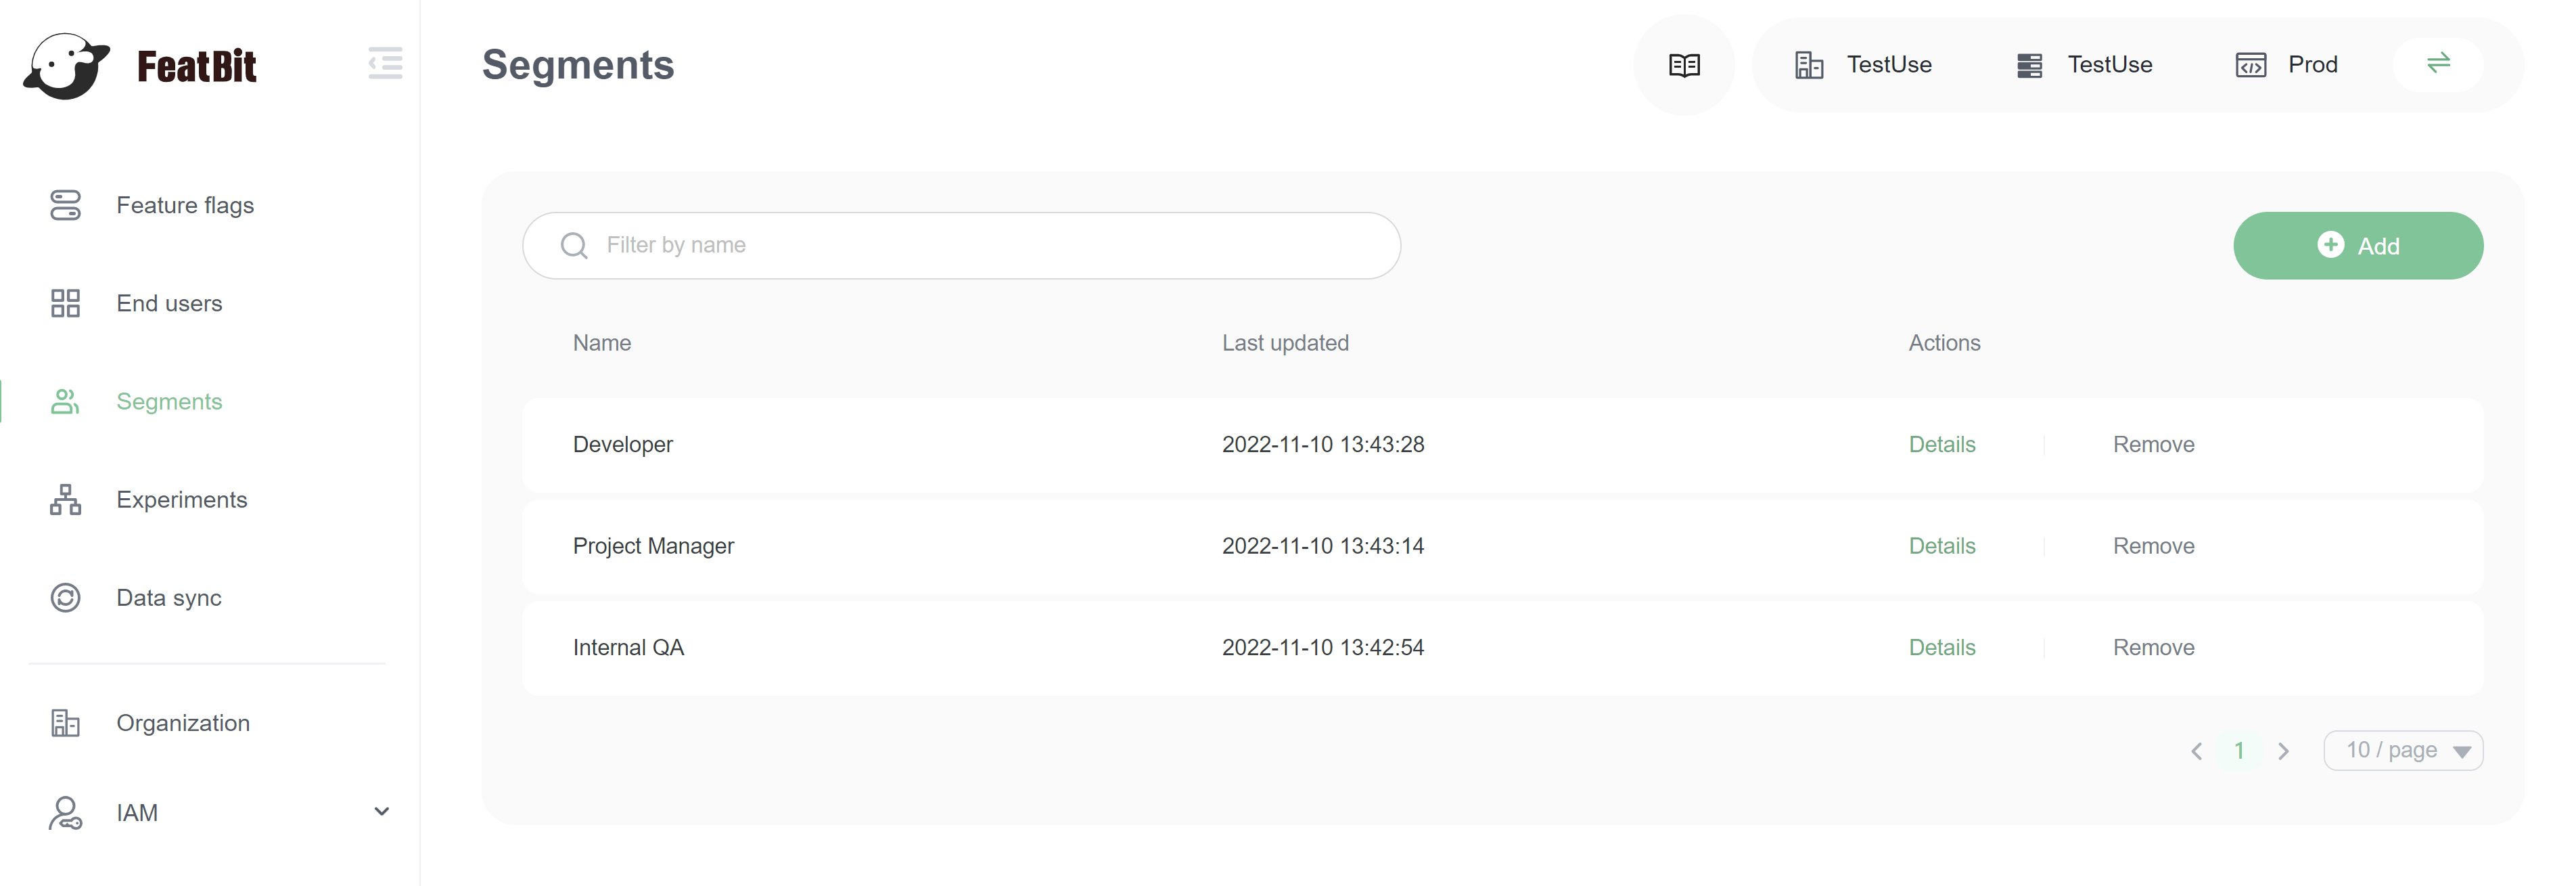 FeatBit
Segments
TestUse
TestUse
Prod
Feature flags
End users
Segments
Experiments
Data sync
Organization
IAM
Filter by name
Add
Name Last updated Actions
Developer 2022-11-10 13:43:28 Details Remove
Project Manager 2022-11-10 13:43:14 Details Remove
Internal QA 2022-11-10 13:42:54 Details Remove
1
10 / page